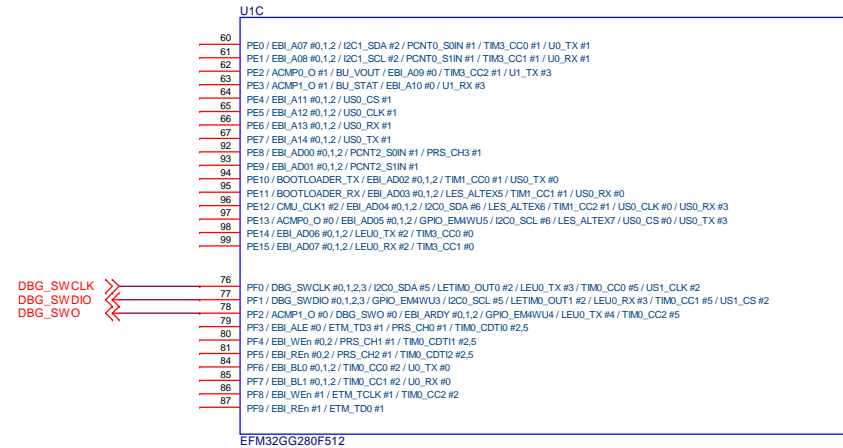 U1C
60 PE0 / EBI_A07 #0,1,2 / I2C1_SDA #2 / PCNT0_S0IN #1 / TIM3_CC0 #1 / U0_TX #1
61 PE1 / EBI_A08 #0,1,2 / I2C1_SCL #2 / PCNT0_S1IN #1 / TIM3_CC1 #1 / U0_RX #1
62 PE2 / ACMP0_O #1 / BU_VOUT / EBI_A09 #0 / TIM3_CC2 #1 / U1_TX #3
63 PE3 / ACMP1_O #1 / BU_STAT / EBI_A10 #0 / U1_RX #3
64 PE4 / EBI_A11 #0,1,2 / US0_CS #1
65 PE5 / EBI_A12 #0,1,2 / US0_CLK #1
66 PE6 / EBI_A13 #0,1,2 / US0_RX #1
67 PE7 / EBI_A14 #0,1,2 / US0_TX #1
92 PE8 / EBI_AD00 #0,1,2 / PCNT2_S0IN #1 / PRS_CH3 #1
93 PE9 / EBI_AD01 #0,1,2 / PCNT2_S1IN #1
94 PE10 / BOOTLOADER_TX / EBI_AD02 #0,1,2 / TIM1_CC0 #1 / US0_TX #0
95 PE11 / BOOTLOADER_RX / EBI_AD03 #0,1,2 / LES_ALTEX5 / TIM1_CC1 #1 / US0_RX #0
96 PE12 / CMU_CLK1 #2 / EBI_AD04 #0,1,2 / I2C0_SDA #6 / LES_ALTEX6 / TIM1_CC2 #1 / US0_CLK #0 / US0_RX #3
97 PE13 / ACMP0_O #0 / EBI_AD05 #0,1,2 / GPIO_EM4WU5 / I2C0_SCL #6 / LES_ALTEX7 / US0_CS #0 / US0_TX #3
98 PE14 / EBI_AD06 #0,1,2 / LEU0_TX #2 / TIM3_CC0 #0
99 PE15 / EBI_AD07 #0,1,2 / LEU0_RX #2 / TIM3_CC1 #0
DBG_SWCLK 76 PF0 / DBG_SWCLK #0,1,2,3 / I2C0_SDA #5 / LETIM0_OUT0 #2 / LEU0_TX #3 / TIM0_CC0 #5 / US1_CLK #2
DBG_SWDIO 77 PF1 / DBG_SWDIO #0,1,2,3 / GPIO_EM4WU3 / I2C0_SCL #5 / LETIM0_OUT1 #2 / LEU0_RX #3 / TIM0_CC1 #5 / US1_CS #2
DBG_SWO 78 PF2 / ACMP1_O #0 / DBG_SWO #0 / EBI_ARDY #0,1,2 / GPIO_EM4WU4 / LEU0_TX #4 / TIM0_CC2 #5
79 PF3 / EBI_ALE #0 / ETM_TD3 #1 / PRS_CH0 #1 / TIM0_CDTI0 #2,5
80 PF4 / EBI_WEn #0,2 / PRS_CH1 #1 / TIM0_CDTI1 #2,5
81 PF5 / EBI_REn #0,2 / PRS_CH2 #1 / TIM0_CDTI2 #2,5
84 PF6 / EBI_BL0 #0,1,2 / TIM0_CC0 #2 / U0_TX #0
85 PF7 / EBI_BL1 #0,1,2 / TIM0_CC1 #2 / U0_RX #0
86 PF8 / EBI_WEn #1 / ETM_TCLK #1 / TIM0_CC2 #2
87 PF9 / EBI_REn #1 / ETM_TD0 #1
EFM32GG280F512